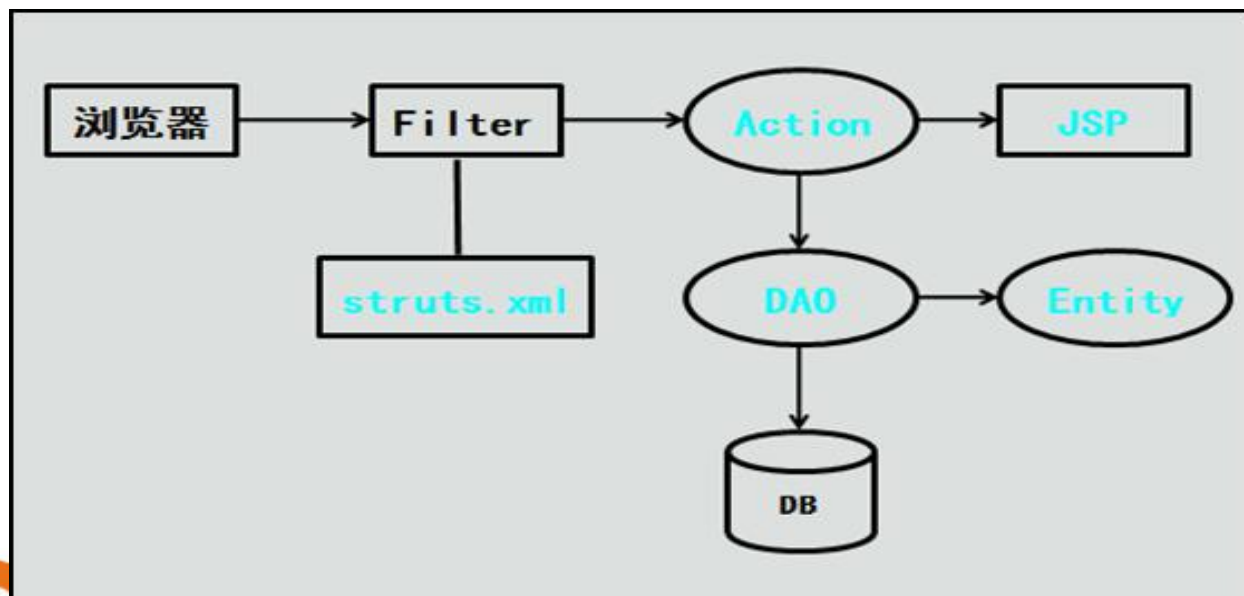 浏览器
Filter
Action
JSP
struts.xml
DAO
Entity
DB